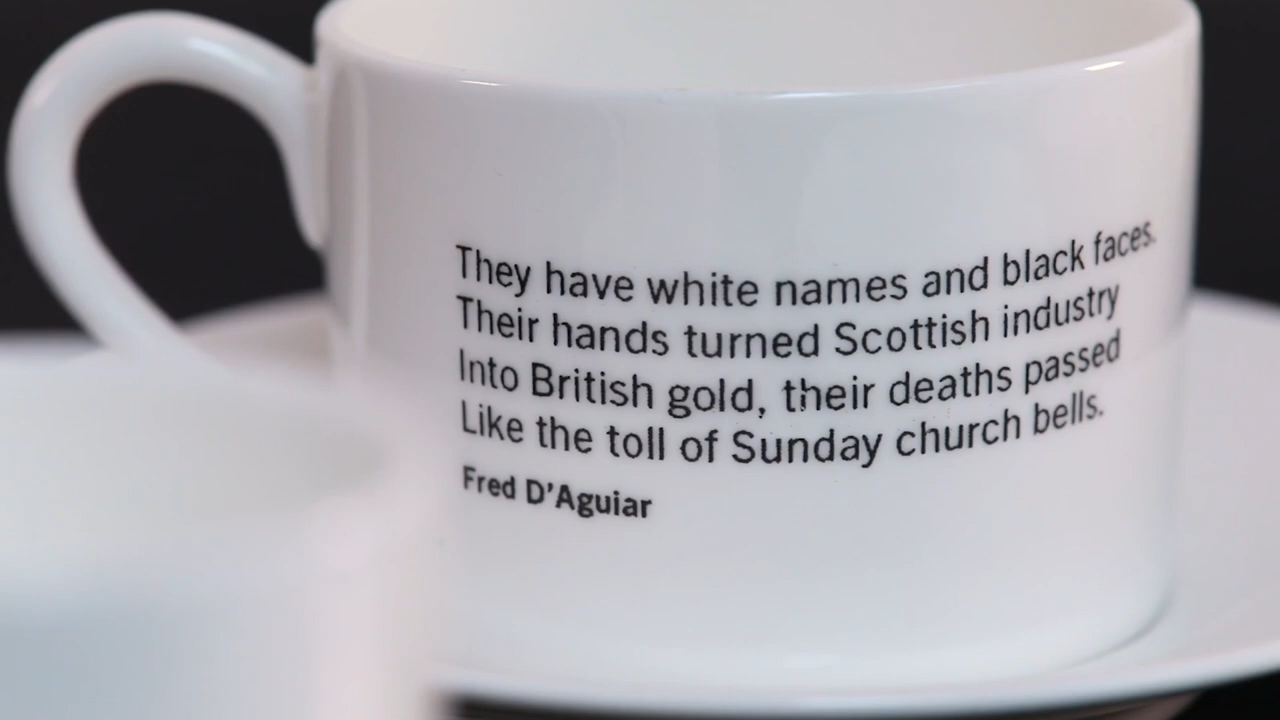 They have white names and black faces.
Their hands turned Scottish industry
Into British gold, their deaths passed
Like the toll of Sunday church bells.
Fred D'Aguiar